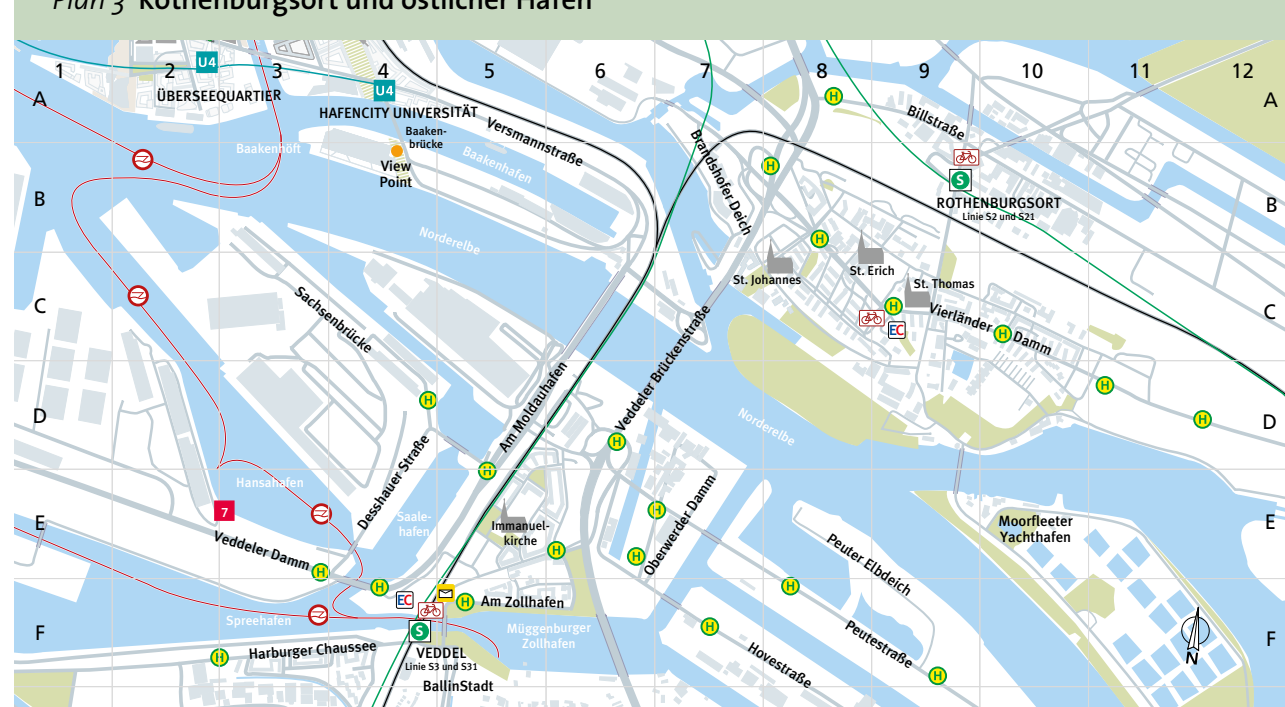 Plan 3 Rothenburgsort und östlicher Hafen
1 2 3 4 5 6 7 8 9 10 11 12
U4
ÜBERSEEQUARTIER
U4
HAFENCITY UNIVERSITÄT
A
A
H
Billstraße
Versmannstraße
Baaken-
brücke
Baakenhöft
View
Point
Baakenhafen
Brandshofer Deich
H
S
ROTHENBURGSORT
Linie S2 und S21
B
B
Norderelbe
H
St. Johannes
St. Erich
St. Thomas
C
C
Sachsenbrücke
H
EC
Vierländer
H
Damm
Veddeler Brückenstraße
Am Moldauhafen
H
H
H
D
D
Norderelbe
H
H
Desshauer Straße
Hansahafen
7
Saale-
hafen
E
E
Immanuel-
kirche
H
H
H
Oberwerder Damm
Moorfleeter
Yachthafen
Peuter Elbdeich
Veddeler Damm
H
H
H
EC
H
Am Zollhafen
Spreehafen
S
Müggenburger
Zollhafen
H
Peutestraße
H
F
F
H
Harburger Chaussee
VEDDEL
Linie S3 und S31
BallinStadt
Hovestraße
N